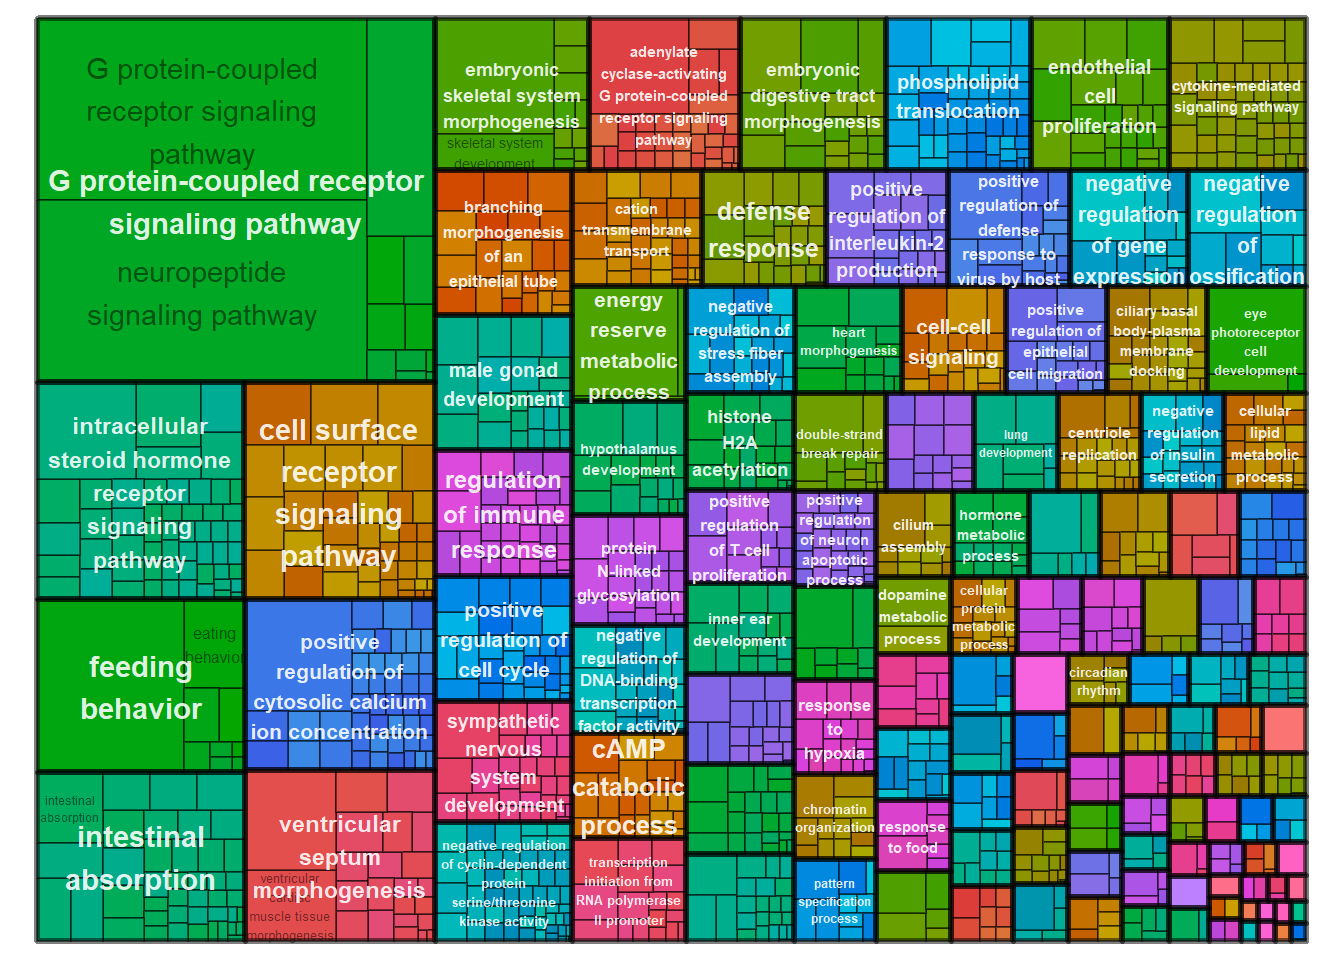 G protein-coupled
receptor signaling
pathway
G protein-coupled receptor
signaling pathway
neuropeptide
signaling pathway
embryonic
skeletal system
morphogenesis
skeletal system
development
adenylate
cyclase-activating
G protein-coupled
receptor signaling
pathway
embryonic
digestive tract
morphogenesis
phospholipid
translocation
endothelial
cell
proliferation
cytokine-mediated
signaling pathway
branching
morphogenesis
of an
epithelial tube
cation
transmembrane
transport
defense
response
positive
regulation of
interleukin-2
production
positive
regulation of
defense
response to
virus by host
negative
regulation
of gene
expression
negative
regulation
of
ossification
energy
reserve
metabolic
process
negative
regulation of
stress fiber
assembly
heart
morphogenesis
cell-cell
signaling
positive
regulation of
epithelial
cell migration
ciliary basal
body-plasma
membrane
docking
eye
photoreceptor
cell
development
male gonad
development
intracellular
steroid hormone
receptor
signaling
pathway
cell surface
receptor
signaling
pathway
hypothalamus
development
histone
H2A
acetylation
double-strand
break repair
lung
development
centriole
replication
negative
regulation
of insulin
secretion
cellular
lipid
metabolic
process
regulation
of immune
response
protein
N-linked
glycosylation
positive
regulation
of T cell
proliferation
positive
regulation
of neuron
apoptotic
process
cilium
assembly
hormone
metabolic
process
positive
regulation of
cell cycle
inner ear
development
dopamine
metabolic
process
cellular
protein
metabolic
process
feeding
behavior
eating
behavior
positive
regulation of
cytosolic calcium
ion concentration
negative
regulation of
DNA-binding
transcription
factor activity
circadian
rhythm
sympathetic
nervous
system
development
cAMP
catabolic
process
response
to
hypoxia
intestinal
absorption
intestinal
absorption
ventricular
septum
morphogenesis
ventricular
cardiac
muscle tissue
morphogenesis
negative regulation
of cyclin-dependent
protein
serine/threonine
kinase activity
transcription
initiation from
RNA polymerase
II promoter
chromatin
organization
response
to food
pattern
specification
process